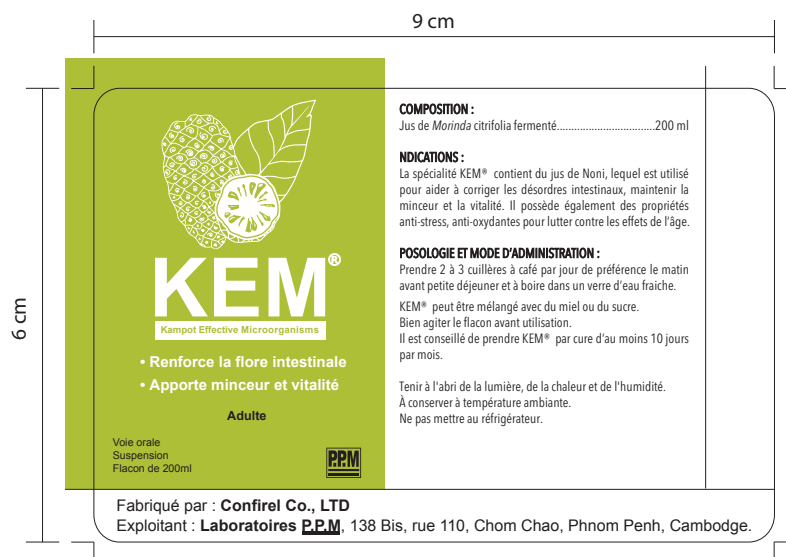 9 cm
6 cm
KEM®
Kampot Effective Microorganisms
• Renforce la flore intestinale
• Apporte minceur et vitalité
Adulte
Voie orale
Suspension
Flacon de 200ml
P.P.M
COMPOSITION :
Jus de Morinda citrifolia fermenté..................................200 ml
NDICATIONS :
La spécialité KEM® contient du jus de Noni, lequel est utilisé
pour aider à corriger les désordres intestinaux, maintenir la
minceur et la vitalité. Il possède également des propriétés
anti-stress, anti-oxydantes pour lutter contre les effets de l'âge.
POSOLOGIE ET MODE D'ADMINISTRATION :
Prendre 2 à 3 cuillères à café par jour de préférence le matin
avant petite déjeuner et à boire dans un verre d'eau fraiche.
KEM® peut être mélangé avec du miel ou du sucre.
Bien agiter le flacon avant utilisation.
Il est conseillé de prendre KEM® par cure d'au moins 10 jours
par mois.
Tenir à l'abri de la lumière, de la chaleur et de l'humidité.
À conserver à température ambiante.
Ne pas mettre au réfrigérateur.
Fabriqué par : Confirel Co., LTD
Exploitant : Laboratoires P.P.M, 138 Bis, rue 110, Chom Chao, Phnom Penh, Cambodge.